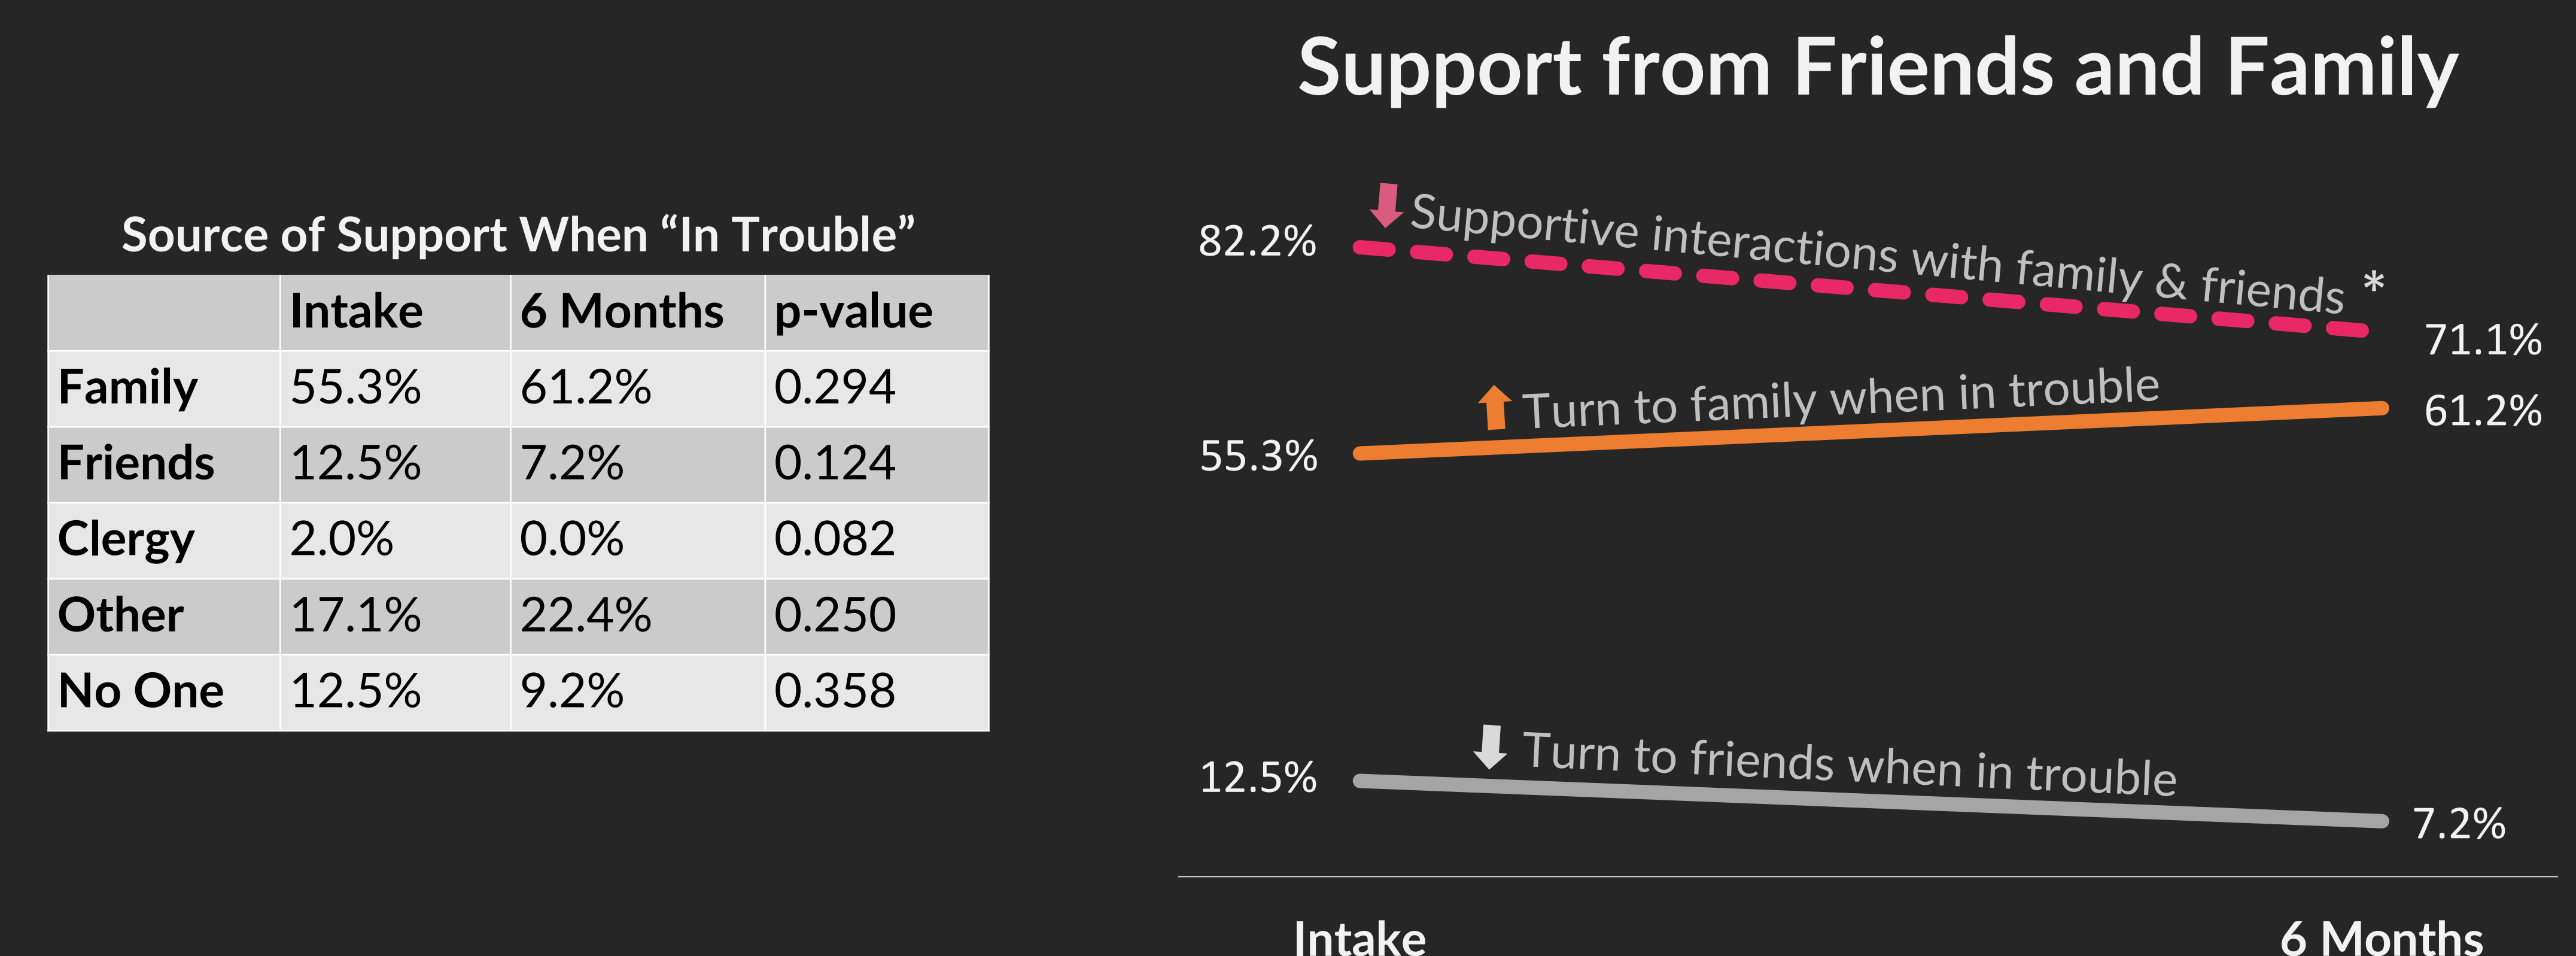 Support from Friends and Family
Source of Support When “In Trouble”
Intake 6 Months p-value
Family 55.3% 61.2% 0.294
Friends 12.5% 7.2% 0.124
Clergy 2.0% 0.0% 0.082
Other 17.1% 22.4% 0.250
No One 12.5% 9.2% 0.358
82.2% Supportive interactions with family & friends * 71.1%
55.3% Turn to family when in trouble 61.2%
12.5% Turn to friends when in trouble 7.2%
Intake 6 Months